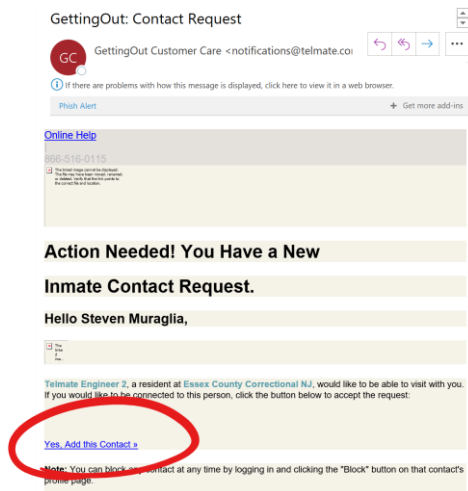 GettingOut: Contact Request
GC
GettingOut Customer Care <notifications@telmate.co
If there are problems with how this message is displayed, click here to view it in a web browser.
Phish Alert
+ Get more add-ins
Online Help
|
866-516-0115
The linked image cannot be displayed.
The file may have been moved, renamed,
or deleted. Verify that the link points to
the correct file and location.
Action Needed! You Have a New
Inmate Contact Request.
Hello Steven Muraglia,
The
Telmate Engineer 2, a resident at Essex County Correctional NJ, would like to be able to visit with you.
If you would like to be connected to this person, click the button below to accept the request:
Yes, Add this Contact »
Note: You can block any contact at any time by logging in and clicking the "Block" button on that contact's
profile page.